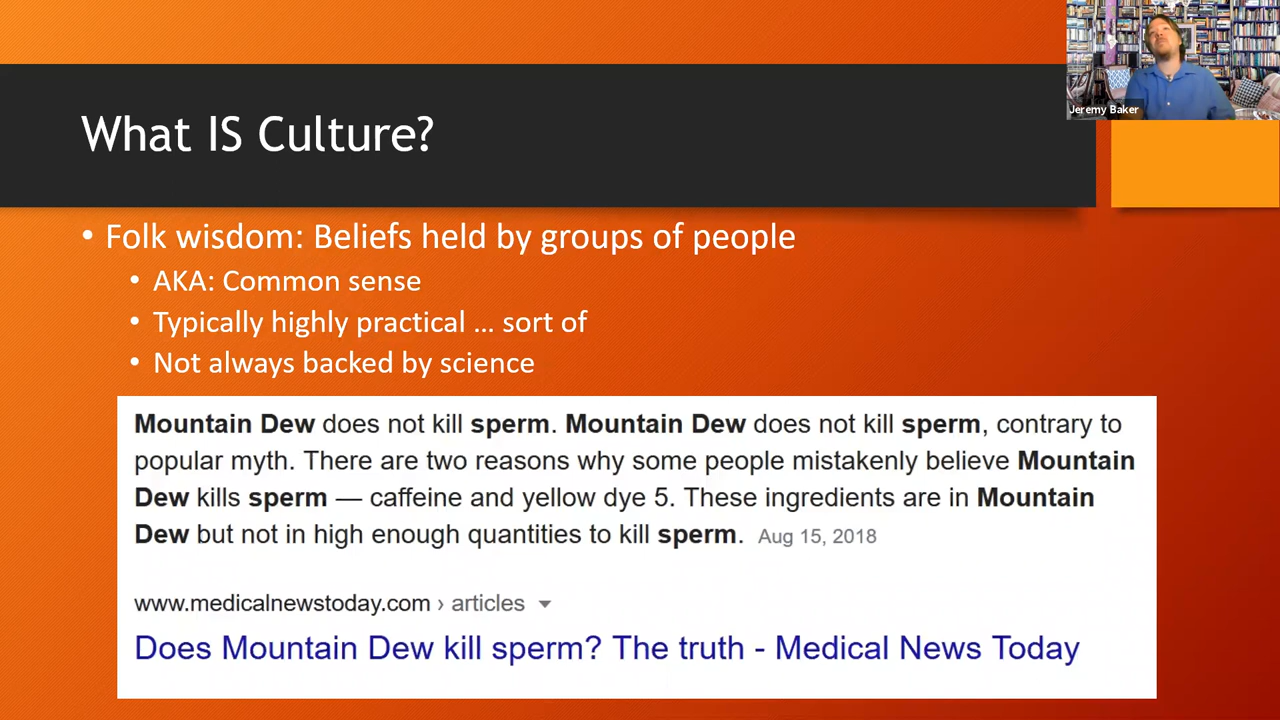 Jeremy Baker
What IS Culture?
• Folk wisdom: Beliefs held by groups of people
• AKA: Common sense
• Typically highly practical … sort of
• Not always backed by science
Mountain Dew does not kill sperm. Mountain Dew does not kill sperm, contrary to
popular myth. There are two reasons why some people mistakenly believe Mountain
Dew kills sperm — caffeine and yellow dye 5. These ingredients are in Mountain
Dew but not in high enough quantities to kill sperm. Aug 15, 2018
www.medicalnewstoday.com › articles
Does Mountain Dew kill sperm? The truth - Medical News Today